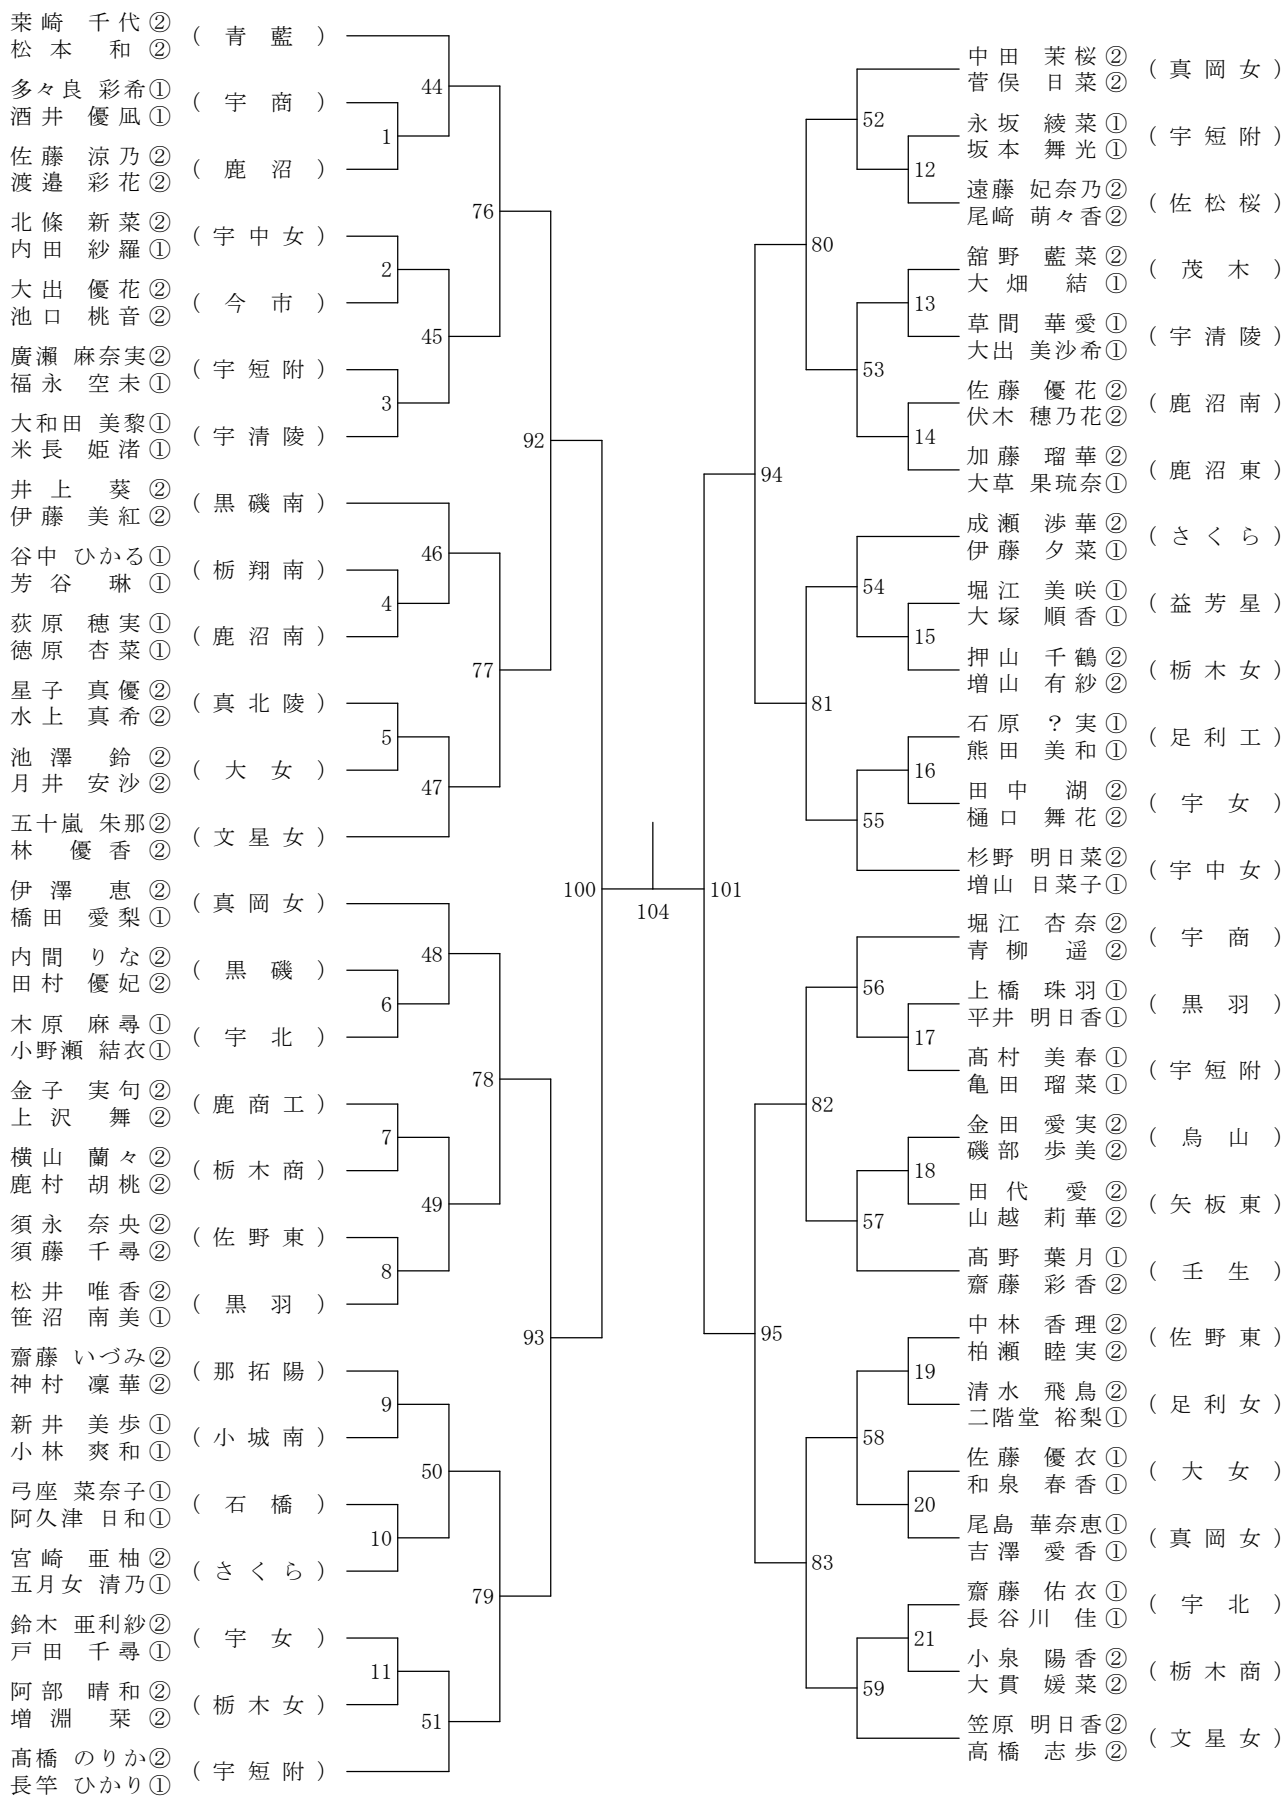 桒崎 千代②
松本 和②
(青藍)
多々良 彩希①
酒井 優凪①
(宇商)
佐藤 涼乃②
渡邉 彩花②
(鹿沼)
北條 新菜②
内田 紗羅①
(宇中女)
大出 優花②
池口 桃音②
(今市)
廣瀬 麻奈実②
福永 空未①
(宇短附)
大和田 美黎①
米長 姫渚①
(宇清陵)
井上 葵②
伊藤 美紅②
(黒磯南)
谷中 ひかる①
芳谷 琳①
(栃翔南)
荻原 穂実①
徳原 杏菜①
(鹿沼南)
星子 真優②
水上 真希②
(真北陵)
池澤 鈴②
月井 安沙②
(大女)
五十嵐 朱那②
林 優香②
(文星女)
伊澤 恵②
橋田 愛梨①
(真岡女)
内間 りな②
田村 優妃②
(黒磯)
木原 麻尋①
小野瀬 結衣①
(宇北)
金子 実句②
上沢 舞②
(鹿商工)
横山 蘭々②
鹿村 胡桃②
(栃木商)
須永 奈央②
須藤 千尋②
(佐野東)
松井 唯香②
笹沼 南美①
(黒羽)
齋藤 いづみ②
神村 凜華②
(那拓陽)
新井 美歩①
小林 爽和①
(小城南)
弓座 菜奈子①
阿久津 日和①
(石橋)
宮崎 亜柚②
五月女 清乃①
(さくら)
鈴木 亜利紗②
戸田 千尋①
(宇女)
阿部 晴和②
増淵 栞②
(栃木女)
髙橋 のりか②
長竿 ひかり①
(宇短附)
44
1
76
2
45
3
92
46
4
77
5
47
100
48
6
78
7
49
8
93
9
50
10
79
11
51
104
101
52
12
80
13
53
14
94
54
15
81
16
55
56
17
82
18
57
95
19
58
20
83
21
59
中田 茉桜②
菅俣 日菜②
(真岡女)
永坂 綾菜①
坂本 舞光①
(宇短附)
遠藤 妃奈乃②
尾﨑 萌々香②
(佐松桜)
舘野 藍菜②
大畑 結①
(茂木)
草間 華愛①
大出 美沙希①
(宇清陵)
佐藤 優花②
伏木 穗乃花②
(鹿沼南)
加藤 瑠華②
大草 果琉奈①
(鹿沼東)
成瀬 渉華②
伊藤 夕菜①
(さくら)
堀江 美咲①
大塚 順香①
(益芳星)
押山 千鶴②
増山 有紗②
(栃木女)
石原 ?実①
熊田 美和①
(足利工)
田中 湖②
樋口 舞花②
(宇女)
杉野 明日菜②
増山 日菜子①
(宇中女)
堀江 杏奈②
青柳 遥②
(宇商)
上橋 珠羽①
平井 明日香①
(黒羽)
髙村 美春①
亀田 瑠菜①
(宇短附)
金田 愛実②
磯部 歩美②
(烏山)
田代 愛②
山越 莉華②
(矢板東)
髙野 葉月①
齋藤 彩香②
(壬生)
中林 香理②
柏瀬 睦実②
(佐野東)
清水 飛鳥②
二階堂 裕梨①
(足利女)
佐藤 優衣①
和泉 春香①
(大女)
尾島 華奈恵①
吉澤 愛香①
(真岡女)
齋藤 佑衣①
長谷川 佳①
(宇北)
小泉 陽香②
大貫 媛菜②
(栃木商)
笠原 明日香②
高橋 志歩②
(文星女)